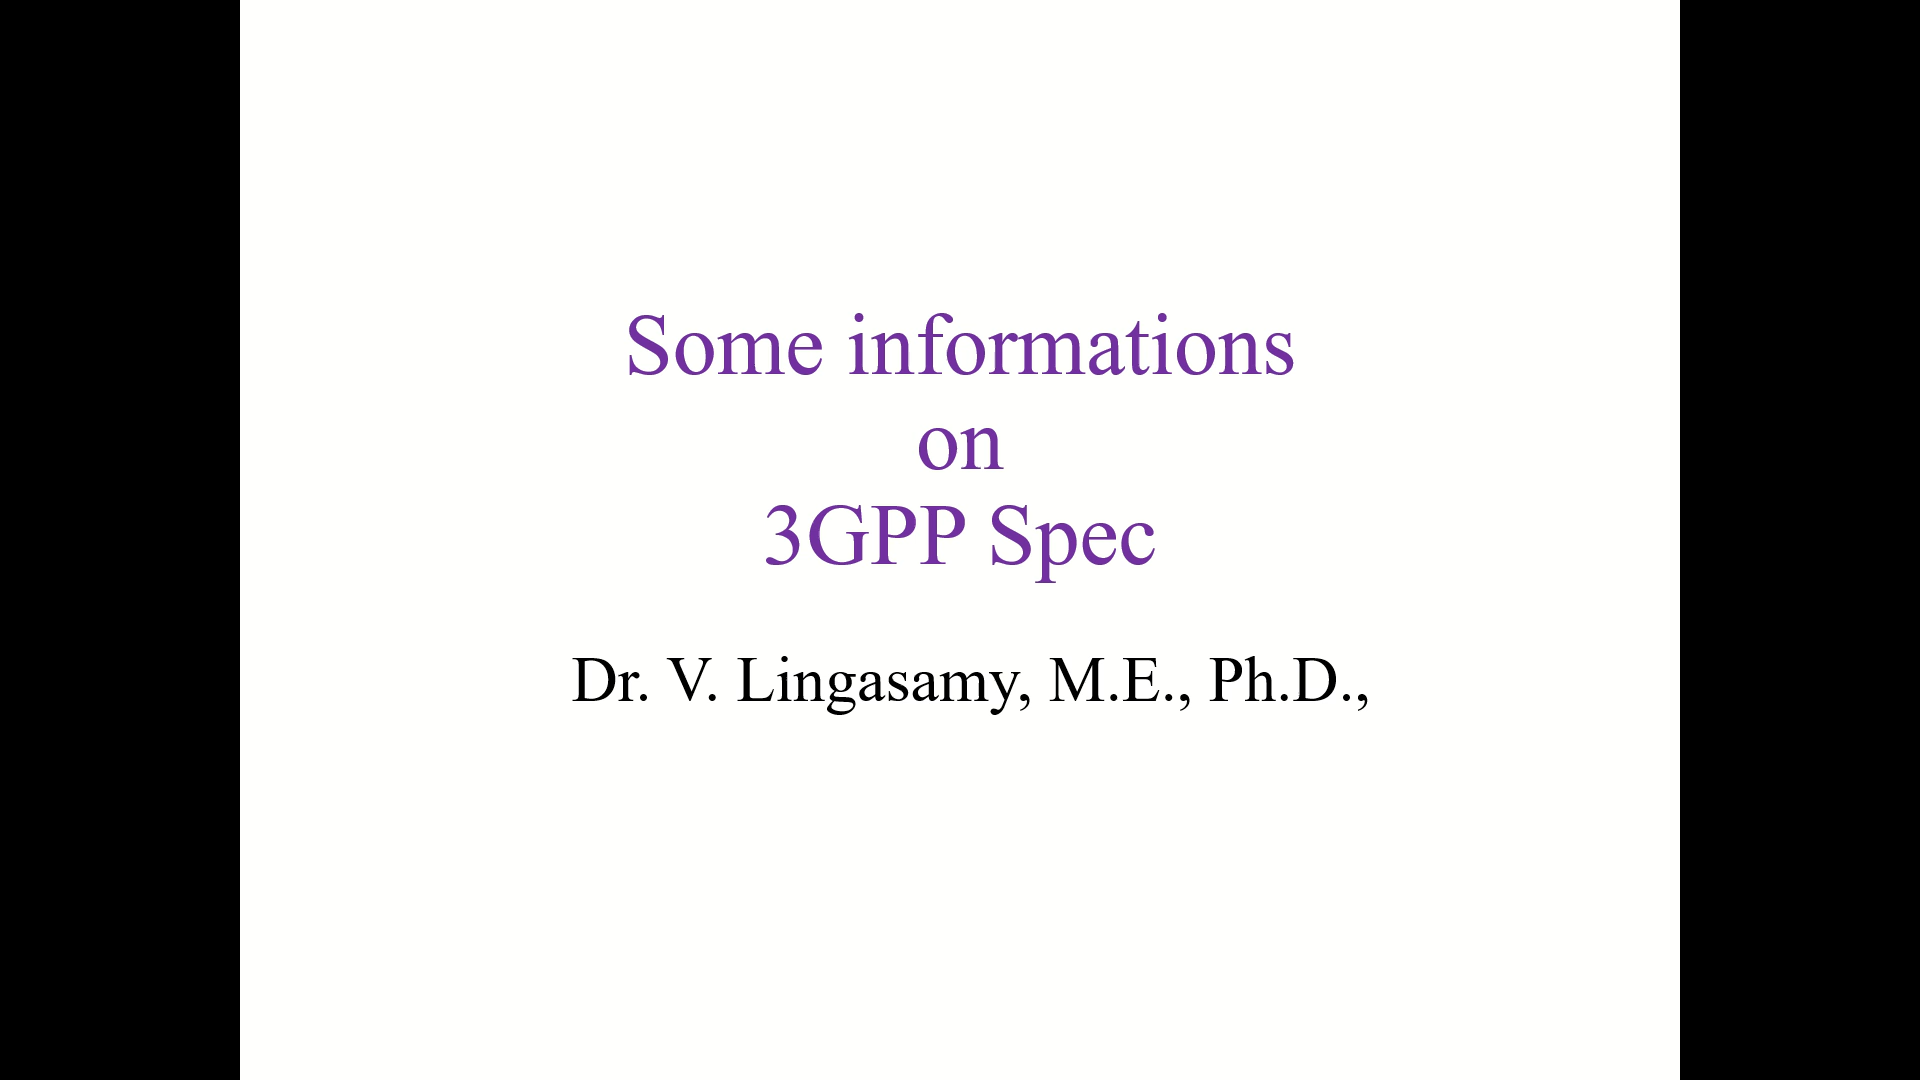 Some informations
on
3GPP Spec
Dr. V. Lingasamy, M.E., Ph.D.,